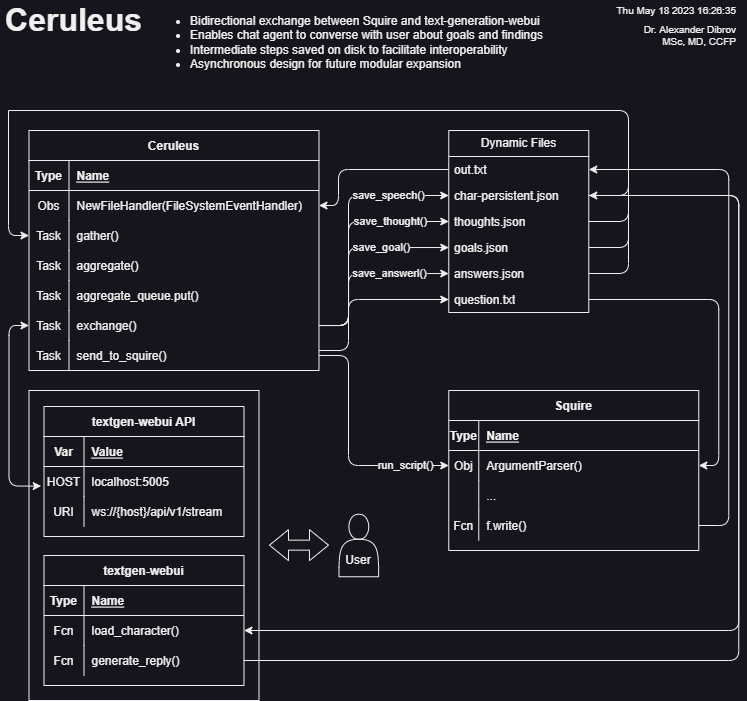 Ceruleus
• Bidirectional exchange between Squire and text-generation-webui
• Enables chat agent to converse with user about goals and findings
• Intermediate steps saved on disk to facilitate interoperability
• Asynchronous design for future modular expansion
Thu May 18 2023 16:26:35
Dr. Alexander Dibrov
MSc, MD, CCFP
Ceruleus
Type Name
Obs NewFileHandler(FileSystemEventHandler)
Task gather()
Task aggregate()
Task aggregate_queue.put()
Task exchange()
Task send_to_squire()
save_speech()
save_thought()
save_goal()
save_answerl()
Dynamic Files
out.txt
char-persistent.json
thoughts.json
goals.json
answers.json
question.txt
textgen-webui API
Var Value
HOST localhost:5005
URI ws://{host}/api/v1/stream
run_script()
Squire
Type Name
Obj ArgumentParser()
...
Fcn f.write()
User
textgen-webui
Type Name
Fcn load_character()
Fcn generate_reply()